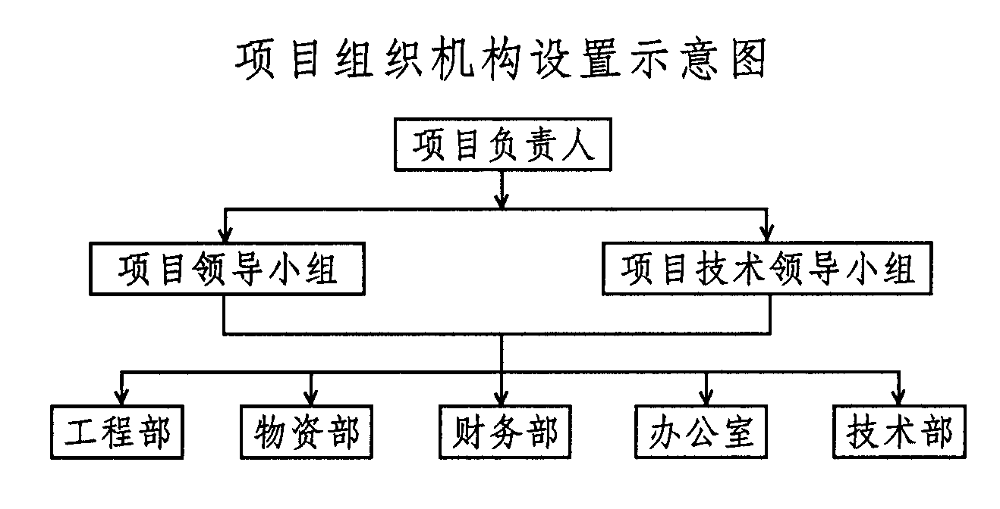 项目组织机构设置示意图
项目负责人
项目领导小组
项目技术领导小组
工程部
物资部
财务部
办公室
技术部